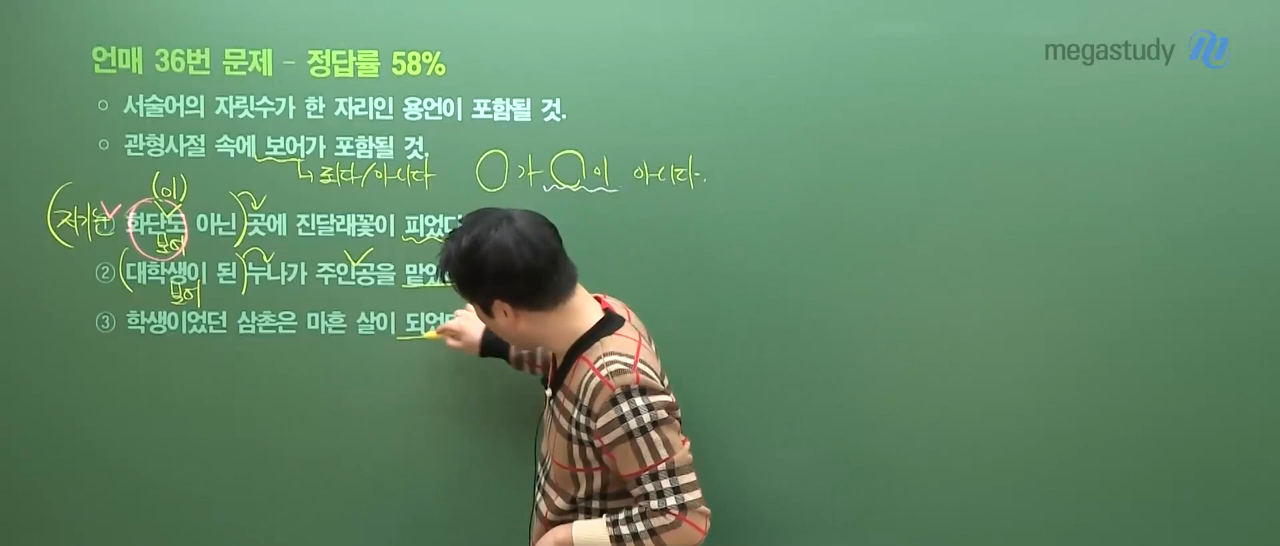 megastudy
언매 36번 문제 - 정답률 58%
○ 서술어의 자릿수가 한 자리인 용언이 포함될 것.
○ 관형사절 속에 보어가 포함될 것.
↳ 되다/아니다 ○가 ○이 아니다.
(이)
(저기는 ① 화단도 아닌) 곳에 진달래꽃이 피었다
보어
② (대학생이 된) 누나가 주인공을 맡았
보어
③ 학생이었던 삼촌은 마흔 살이 되었